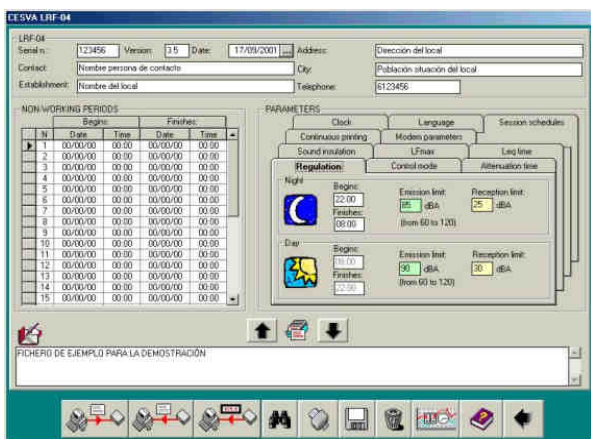 CESVA LRF-04
LRF-04
Serial n.: 123456 Version: 3.5 Date: 17/09/2001 ... Address: Dirección del local
Contact: Nombre persona de contacto City: Población situación del local
Establishment: Nombre del local Telephone: 6123456
NON-WORKING PERIODS
Begins: Finishes:
N Date Time Date Time
1 00/00/00 00:00 00/00/00 00:00
2 00/00/00 00:00 00/00/00 00:00
3 00/00/00 00:00 00/00/00 00:00
4 00/00/00 00:00 00/00/00 00:00
5 00/00/00 00:00 00/00/00 00:00
6 00/00/00 00:00 00/00/00 00:00
7 00/00/00 00:00 00/00/00 00:00
8 00/00/00 00:00 00/00/00 00:00
9 00/00/00 00:00 00/00/00 00:00
10 00/00/00 00:00 00/00/00 00:00
11 00/00/00 00:00 00/00/00 00:00
12 00/00/00 00:00 00/00/00 00:00
13 00/00/00 00:00 00/00/00 00:00
14 00/00/00 00:00 00/00/00 00:00
15 00/00/00 00:00 00/00/00 00:00
PARAMETERS
Clock Language Session schedules
Continuous printing Modem parameters
Sound insulation LFmax Leq time
Regulation Control mode Attenuation time
Night
Begins: Emission limit: Reception limit:
22:00 85 dBA 25 dBA
Finishes:
08:00 (from 60 to 120)
Day
Begins: Emission limit: Reception limit:
08:00 90 dBA 30 dBA
Finishes:
22:00 (from 60 to 120)
FICHERO DE EJEMPLO PARA LA DEMOSTRACIÓN